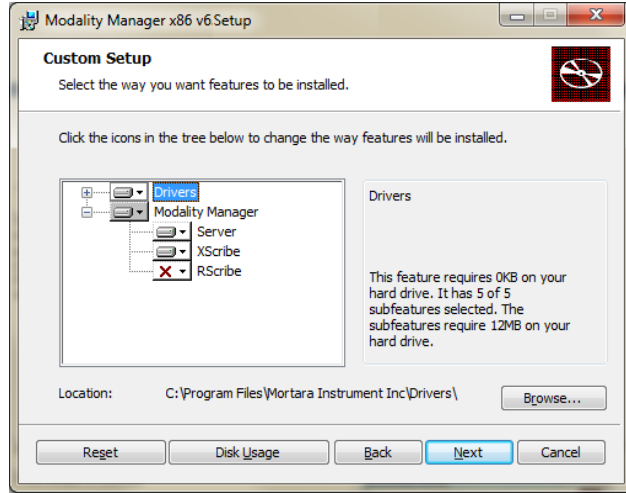 Modality Manager x86 v6 Setup
Custom Setup
Select the way you want features to be installed.
Click the icons in the tree below to change the way features will be installed.
Drivers
Modality Manager
Server
XScribe
RScribe
Drivers
This feature requires 0KB on your
hard drive. It has 5 of 5
subfeatures selected. The
subfeatures require 12MB on your
hard drive.
Location: C:\Program Files\Mortara Instrument Inc\Drivers\
Browse...
Reset Disk Usage Back Next Cancel